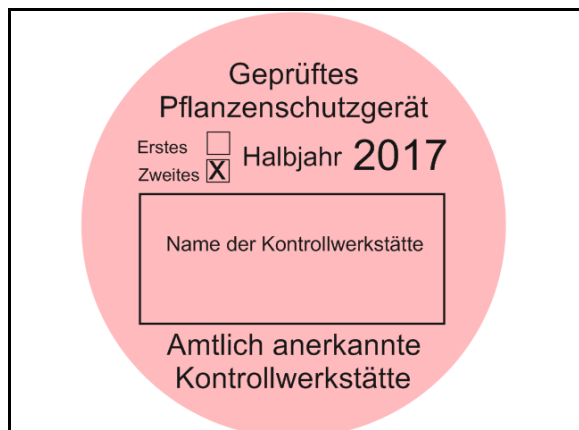 Geprüftes
Pflanzenschutzgerät
Erstes
Zweites X
Halbjahr 2017
Name der Kontrollwerkstätte
Amtlich anerkannte
Kontrollwerkstätte